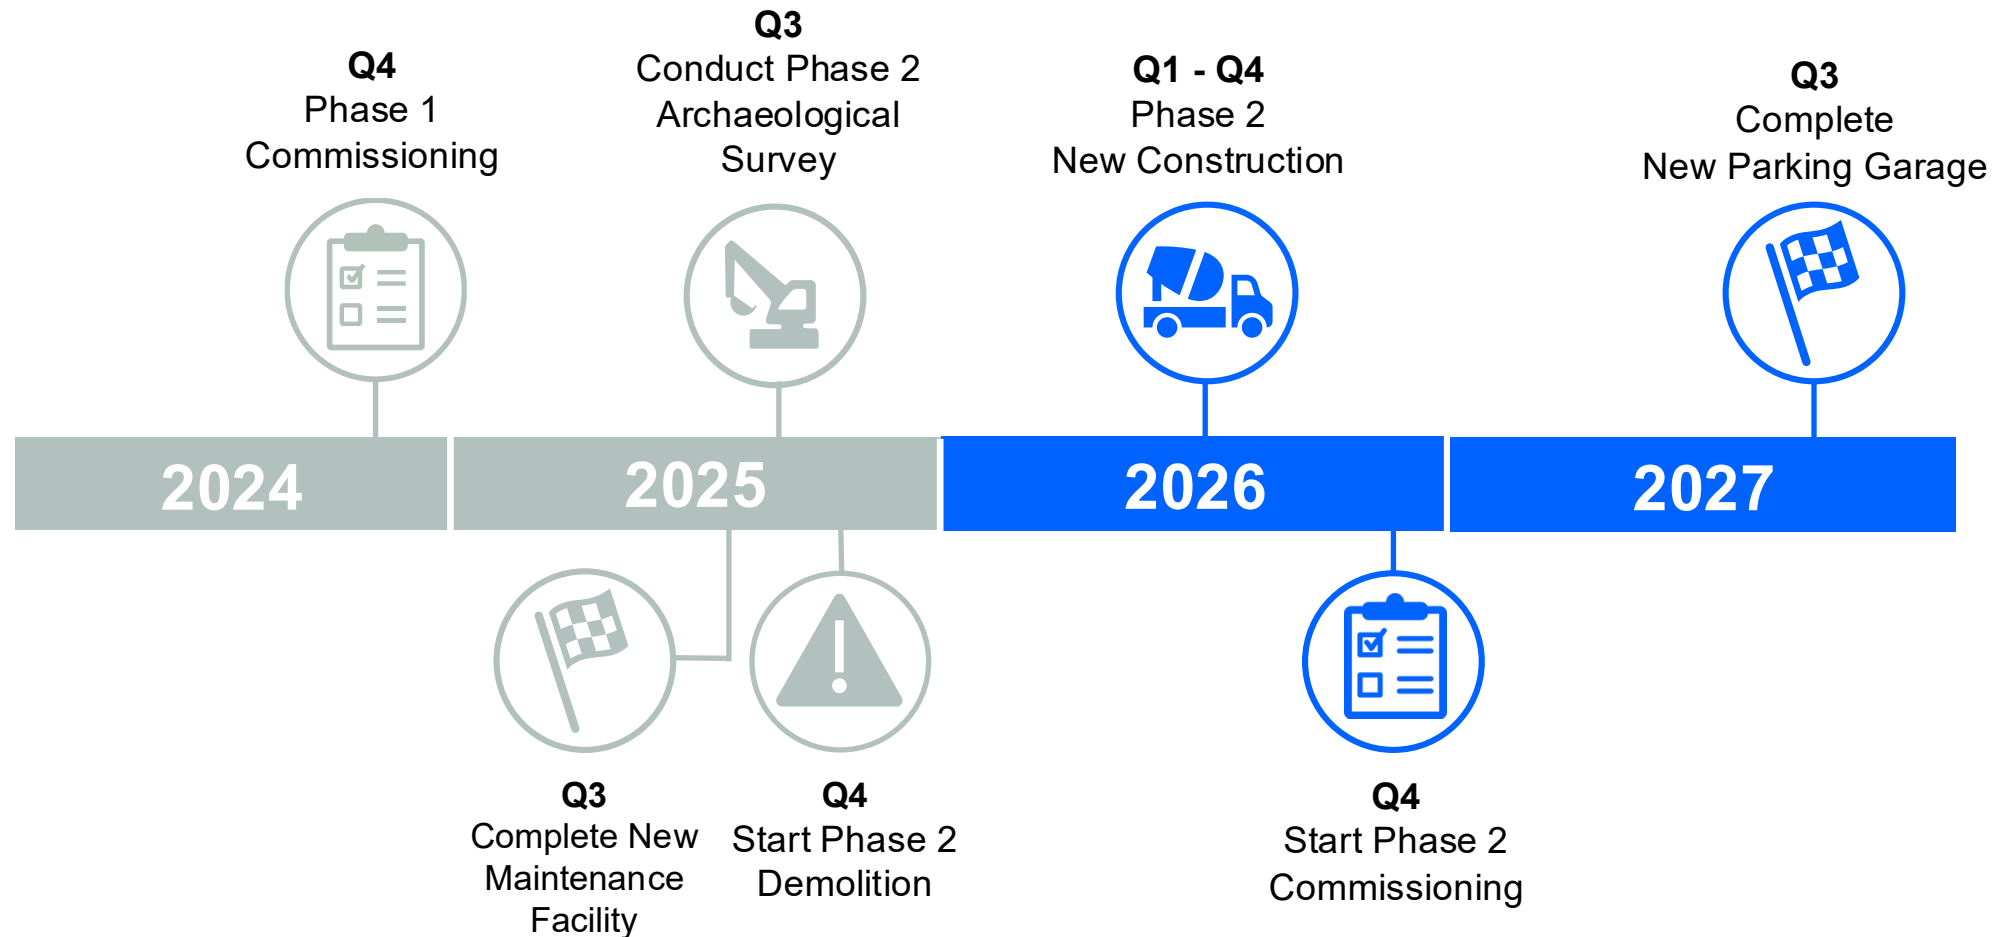 Q4
Phase 1
Commissioning
Q3
Conduct Phase 2
Archaeological
Survey
Q1 - Q4
Phase 2
New Construction
Q3
Complete
New Parking Garage
2024
2025
2026
2027
Q3
Complete New
Maintenance
Facility
Q4
Start Phase 2
Demolition
Q4
Start Phase 2
Commissioning